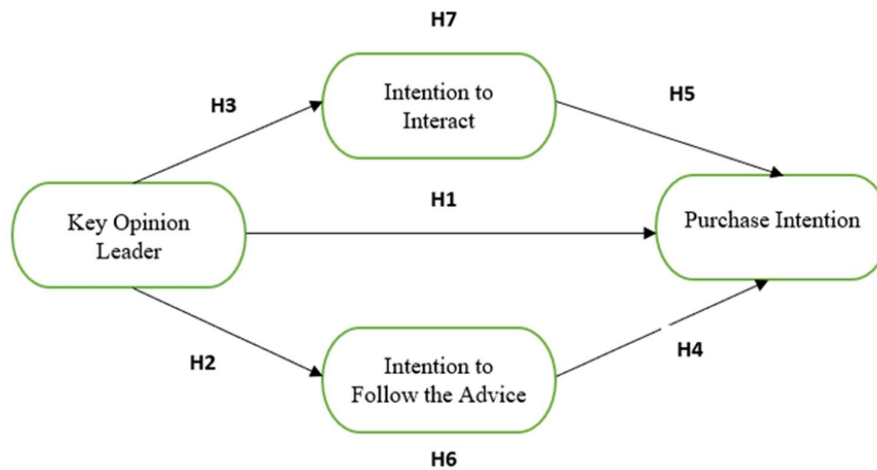 H7
Intention to
Interact
H3
H5
Key Opinion
Leader
H1
Purchase Intention
H2
Intention to
Follow the Advice
H4
H6